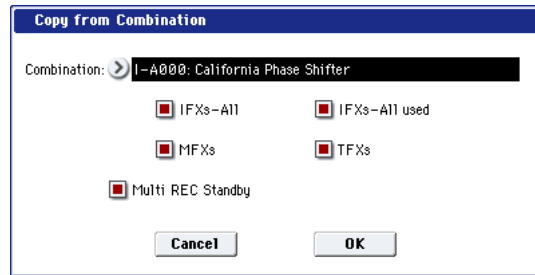 Copy from Combination
Combination: I-A000: California Phase Shifter
IFXs-All IFXs-All used
MFXs TFXs
Multi REC Standby
Cancel OK